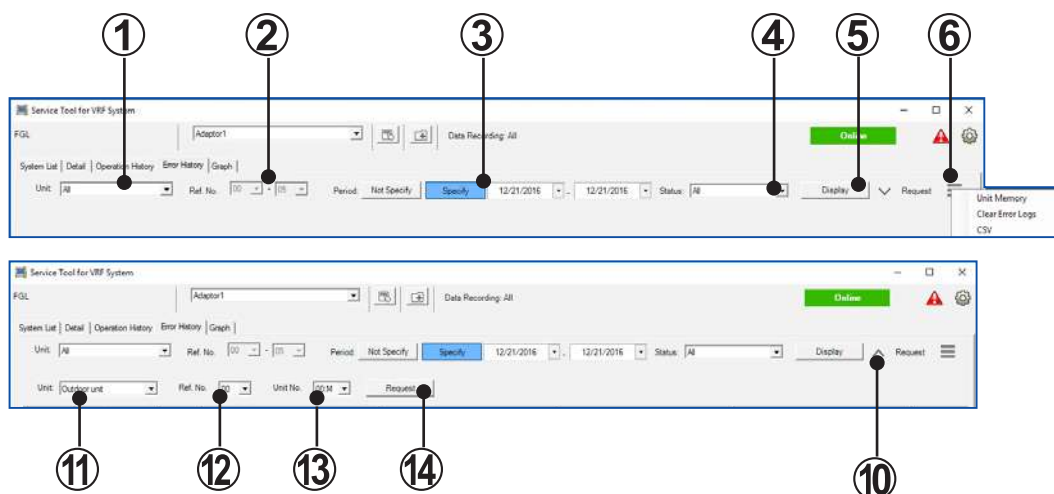 ① ② ③ ④ ⑤ ⑥
Service Tool for VRF System
FGL Adaptor1 Data Recording: All Online
System List Detail Operation History Error History Graph
Unit: All Ref. No. 00 - 05 Period: Not Specify Specify 12/21/2016 - 12/21/2016 Status: All Display Request
Unit Memory
Clear Error Logs
CSV
Service Tool for VRF System
FGL Adaptor1 Data Recording: All Online
System List Detail Operation History Error History Graph
Unit: All Ref. No. 00 - 05 Period: Not Specify Specify 12/21/2016 - 12/21/2016 Status: All Display Request
Unit: Outdoor unit Ref. No. 00 Unit No. 00:M Request
⑪ ⑫ ⑬ ⑭ ⑩